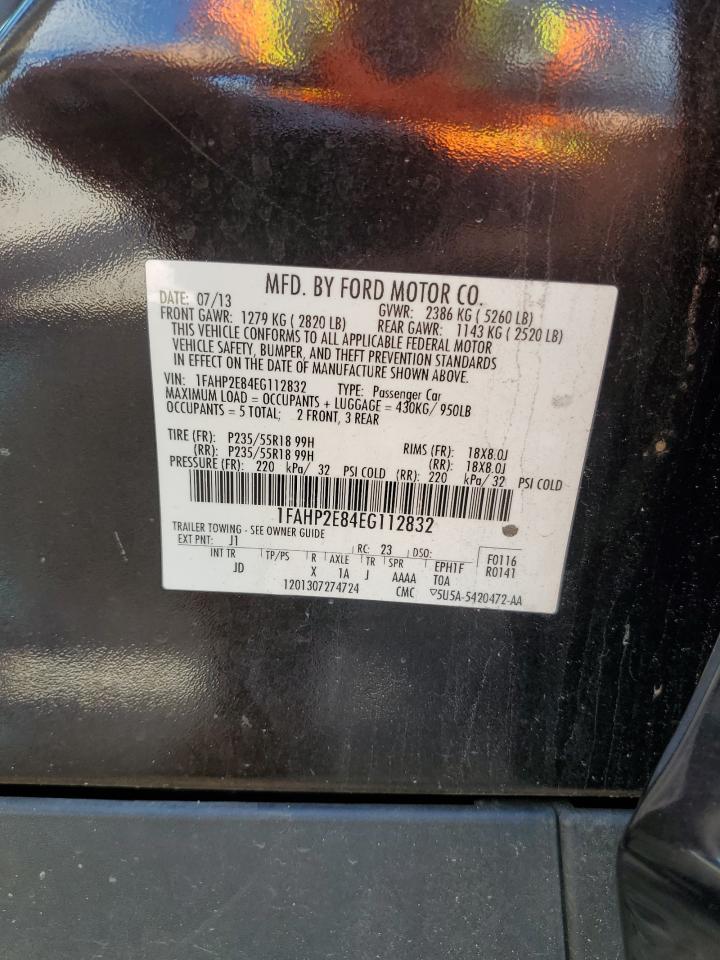 MFD. BY FORD MOTOR CO.
DATE: 07/13 GVWR: 2386 KG ( 5260 LB)
FRONT GAWR: 1279 KG ( 2820 LB) REAR GAWR: 1143 KG ( 2520 LB)
THIS VEHICLE CONFORMS TO ALL APPLICABLE FEDERAL MOTOR
VEHICLE SAFETY, BUMPER, AND THEFT PREVENTION STANDARDS
IN EFFECT ON THE DATE OF MANUFACTURE SHOWN ABOVE.
VIN: 1FAHP2E84EG112832 TYPE: Passenger Car
MAXIMUM LOAD = OCCUPANTS + LUGGAGE = 430KG/ 950LB
OCCUPANTS = 5 TOTAL; 2 FRONT, 3 REAR
TIRE (FR): P235/55R18 99H RIMS (FR): 18X8.0J
(RR): P235/55R18 99H (RR): 18X8.0J
PRESSURE (FR): 220 kPa/ 32 PSI COLD (RR): 220 kPa/ 32 PSI COLD
1FAHP2E84EG112832
TRAILER TOWING - SEE OWNER GUIDE
EXT PNT: J1 RC: 23 DSO: F0116
INT TR TP/PS R AXLE TR SPR EPH1F R0141
JD X 1A J AAAA TOA
1201307274724 CMC ▽5U5A-5420472-AA